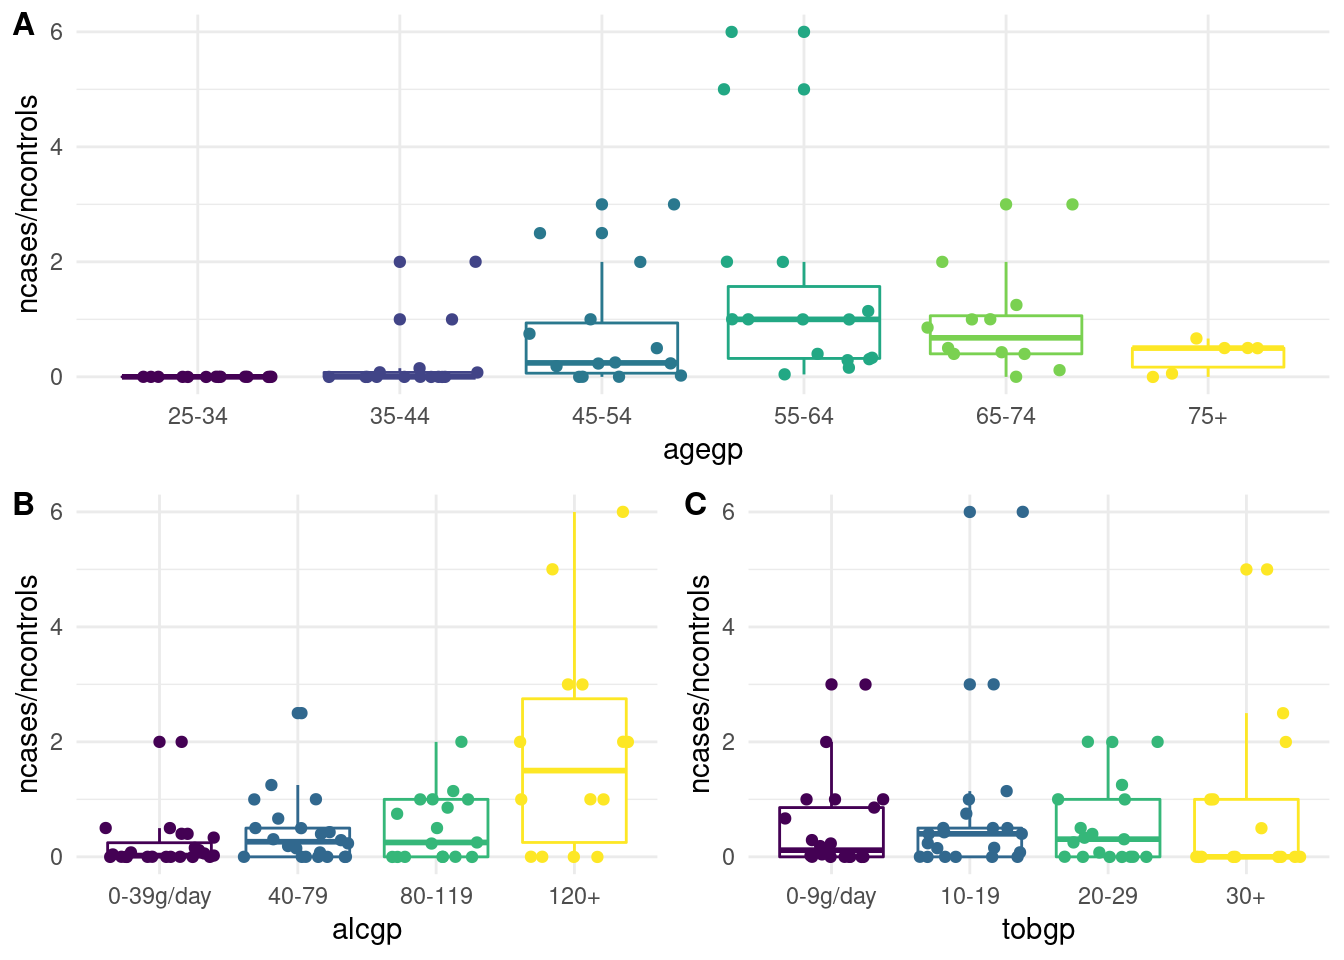 A
ncases/ncontrols
6
4
2
0
25-34 35-44 45-54 55-64 65-74 75+
agegp
B
ncases/ncontrols
6
4
2
0
0-39g/day 40-79 80-119 120+
alcgp
C
ncases/ncontrols
6
4
2
0
0-9g/day 10-19 20-29 30+
tobgp